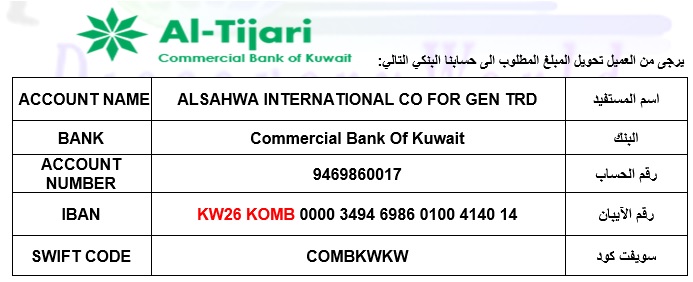 Al-Tijari
Commercial Bank of Kuwait
يرجى من العميل تحويل المبلغ المطلوب الى حسابنا البنكي التالي:
ACCOUNT NAME ALSAHWA INTERNATIONAL CO FOR GEN TRD اسم المستفيد
BANK Commercial Bank Of Kuwait البنك
ACCOUNT NUMBER 9469860017 رقم الحساب
IBAN KW26 KOMB 0000 3494 6986 0100 4140 14 رقم الآيبان
SWIFT CODE COMBKWKW سويفت كود